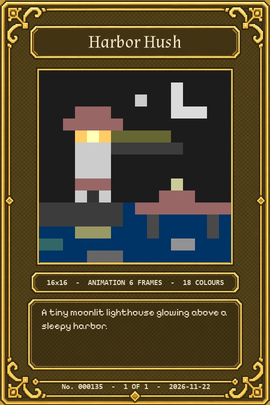 Harbor Hush
16x16 - ANIMATION 6 FRAMES - 18 COLOURS
A tiny moonlit lighthouse glowing above a
sleepy harbor.
No. 000135 - 1 OF 1 - 2026-11-22